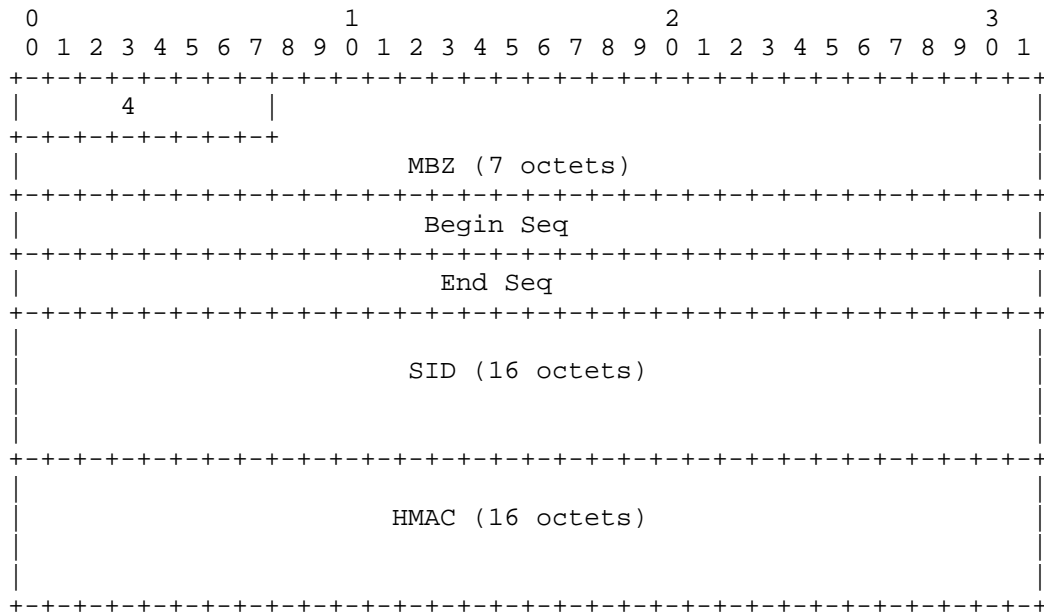 0                   1                   2                   3
0 1 2 3 4 5 6 7 8 9 0 1 2 3 4 5 6 7 8 9 0 1 2 3 4 5 6 7 8 9 0 1
+-+-+-+-+-+-+-+-+-+-+-+-+-+-+-+-+-+-+-+-+-+-+-+-+-+-+-+-+-+-+-+-+
|      4        |                                               |
+-+-+-+-+-+-+-+-+                                               |
|                        MBZ (7 octets)                         |
+-+-+-+-+-+-+-+-+-+-+-+-+-+-+-+-+-+-+-+-+-+-+-+-+-+-+-+-+-+-+-+-+
|                         Begin Seq                             |
+-+-+-+-+-+-+-+-+-+-+-+-+-+-+-+-+-+-+-+-+-+-+-+-+-+-+-+-+-+-+-+-+
|                          End Seq                              |
+-+-+-+-+-+-+-+-+-+-+-+-+-+-+-+-+-+-+-+-+-+-+-+-+-+-+-+-+-+-+-+-+
|                                                               |
|                        SID (16 octets)                        |
|                                                               |
|                                                               |
+-+-+-+-+-+-+-+-+-+-+-+-+-+-+-+-+-+-+-+-+-+-+-+-+-+-+-+-+-+-+-+-+
|                                                               |
|                       HMAC (16 octets)                        |
|                                                               |
|                                                               |
+-+-+-+-+-+-+-+-+-+-+-+-+-+-+-+-+-+-+-+-+-+-+-+-+-+-+-+-+-+-+-+-+